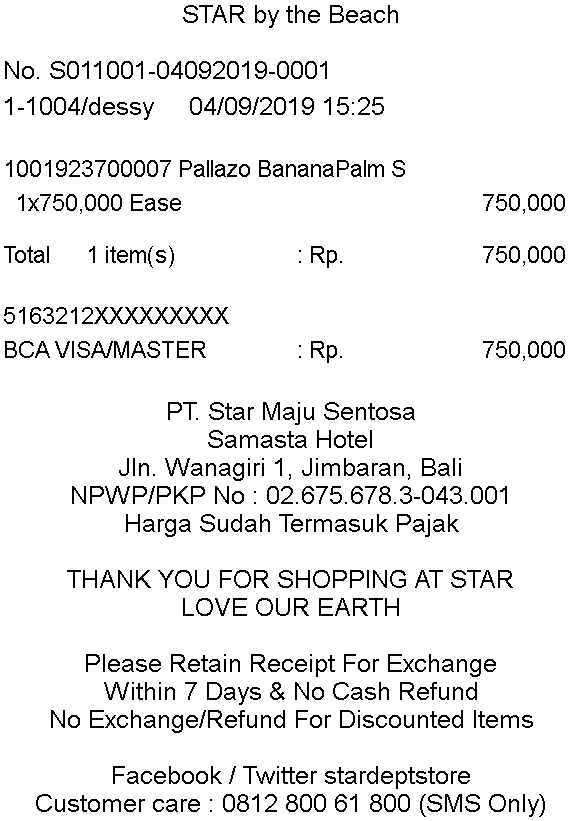 STAR by the Beach
No. S011001-04092019-0001
1-1004/dessy 04/09/2019 15:25
1001923700007 Pallazo BananaPalm S
1x750,000 Ease 750,000
Total 1 item(s) : Rp. 750,000
5163212XXXXXXXXX
BCA VISA/MASTER : Rp. 750,000
PT. Star Maju Sentosa
Samasta Hotel
Jln. Wanagiri 1, Jimbaran, Bali
NPWP/PKP No : 02.675.678.3-043.001
Harga Sudah Termasuk Pajak
THANK YOU FOR SHOPPING AT STAR
LOVE OUR EARTH
Please Retain Receipt For Exchange
Within 7 Days & No Cash Refund
No Exchange/Refund For Discounted Items
Facebook / Twitter stardeptstore
Customer care : 0812 800 61 800 (SMS Only)